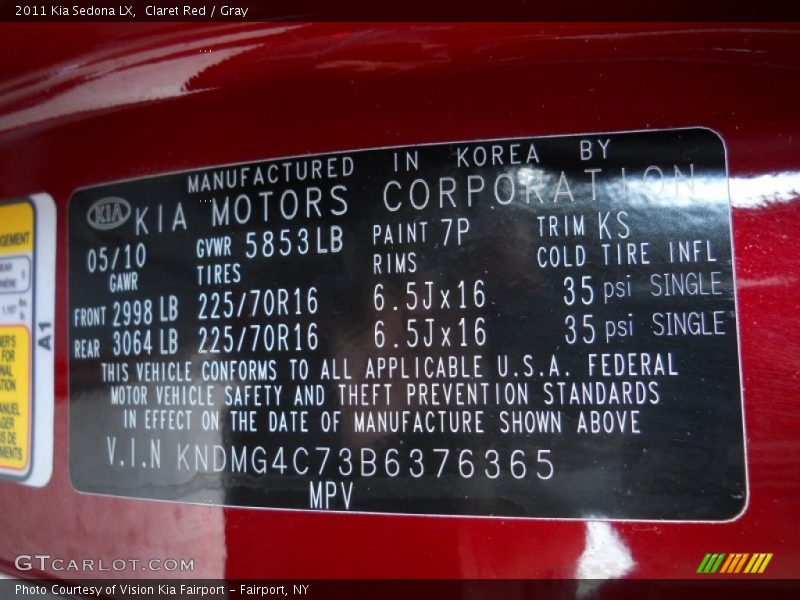 2011 Kia Sedona LX, Claret Red / Gray
MANUFACTURED IN KOREA BY
KIA KIA MOTORS CORPORATION
05/10 GVWR 5853LB PAINT 7P TRIM KS
GAWR TIRES RIMS COLD TIRE INFL
FRONT 2998 LB 225/70R16 6.5Jx16 35 psi SINGLE
REAR 3064 LB 225/70R16 6.5Jx16 35 psi SINGLE
THIS VEHICLE CONFORMS TO ALL APPLICABLE U.S.A. FEDERAL
MOTOR VEHICLE SAFETY AND THEFT PREVENTION STANDARDS
IN EFFECT ON THE DATE OF MANUFACTURE SHOWN ABOVE
V.I.N KNDMG4C73B6376365
MPV
A1
GTCARLOT.COM
Photo Courtesy of Vision Kia Fairport - Fairport, NY